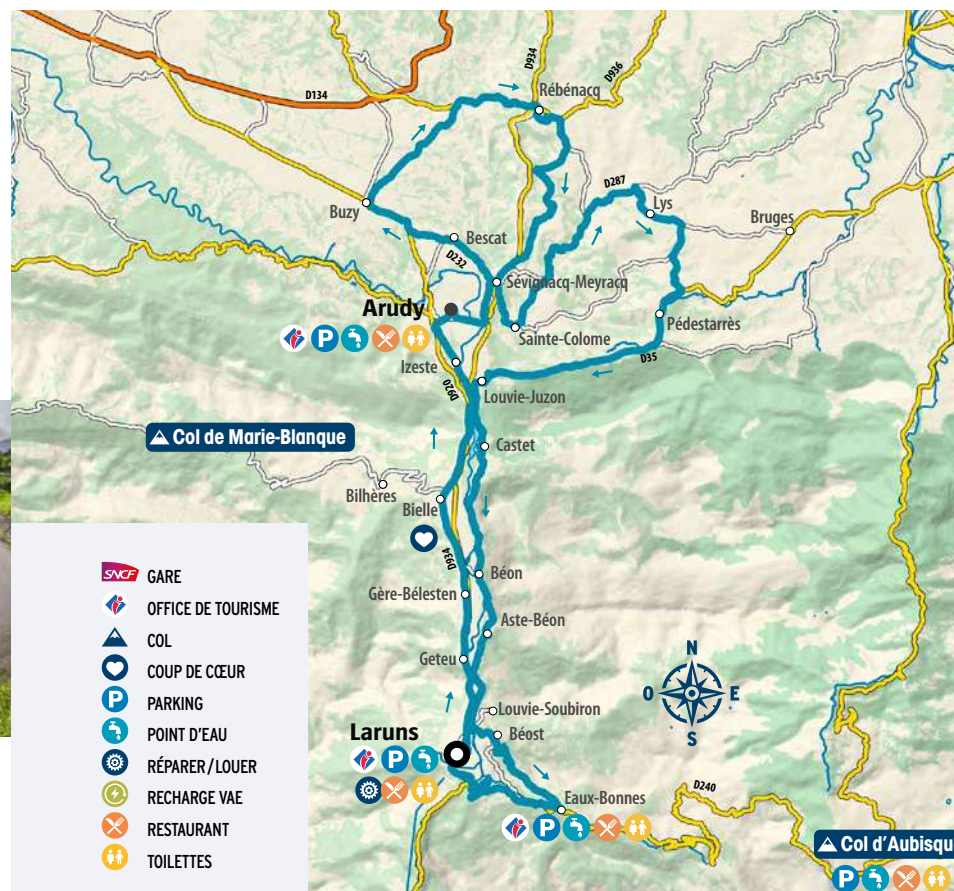 D934
D936
D134
Rébénacq
D287
Lys
Buzy
Bruges
Bescat
D232
Sévignacq-Meyracq
Arudy
P
Sainte-Colome
Pédestarrès
Izeste
D35
D920
Louvie-Juzon
Col de Marie-Blanque
Castet
Bilhères
Bielle
D934
Béon
Gère-Bélesten
Aste-Béon
Geteu
N
O E
S
Louvie-Soubiron
Laruns
Béost
P
Eaux-Bonnes
D240
P
Col d'Aubisque
P
SNCF GARE
OFFICE DE TOURISME
COL
COUP DE CŒUR
P PARKING
POINT D'EAU
RÉPARER/LOUER
RECHARGE VAE
RESTAURANT
TOILETTES